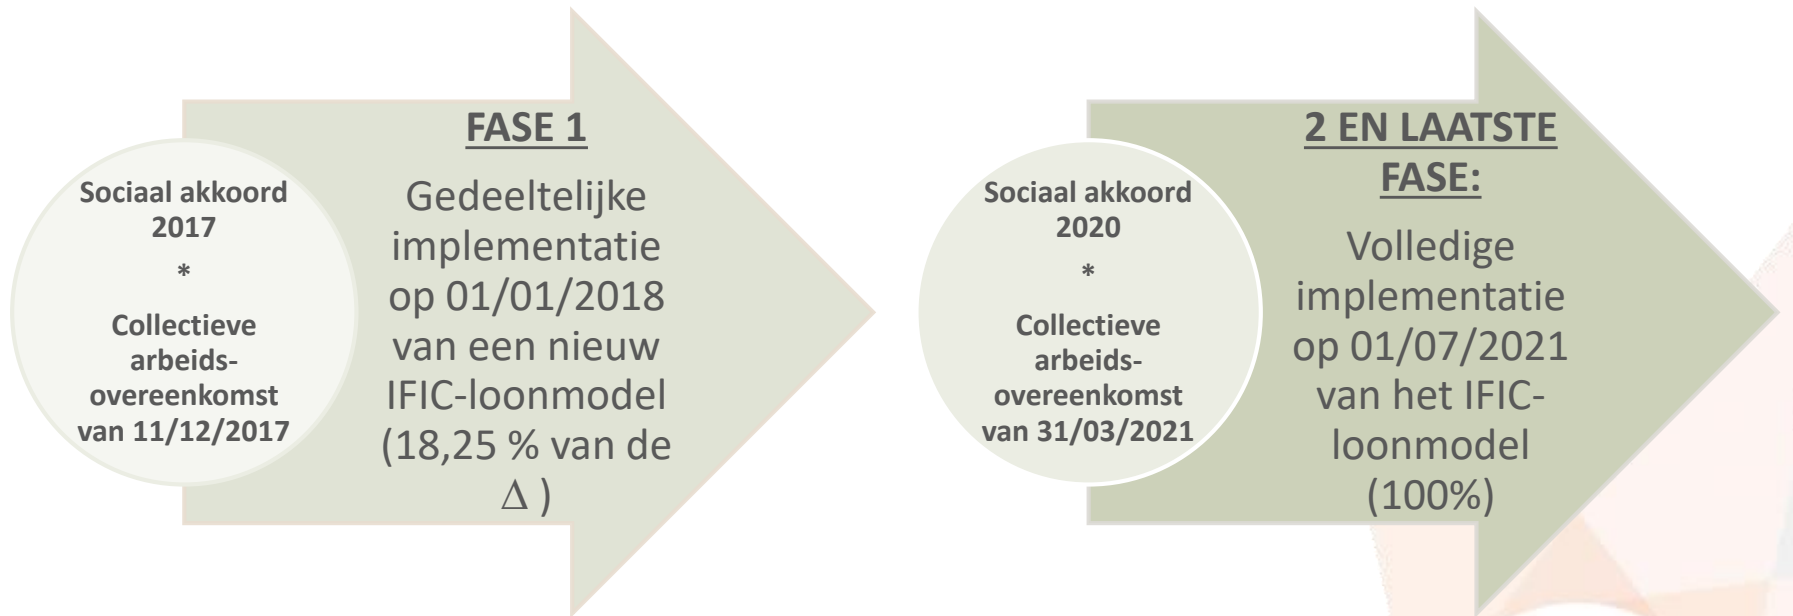 Sociaal akkoord
2017
*
Collectieve
arbeids-
overeenkomst
van 11/12/2017
FASE 1
Gedeeltelijke
implementatie
op 01/01/2018
van een nieuw
IFIC-loonmodel
(18,25 % van de
Δ )
Sociaal akkoord
2020
*
Collectieve
arbeids-
overeenkomst
van 31/03/2021
2 EN LAATSTE
FASE:
Volledige
implementatie
op 01/07/2021
van het IFIC-
loonmodel
(100%)